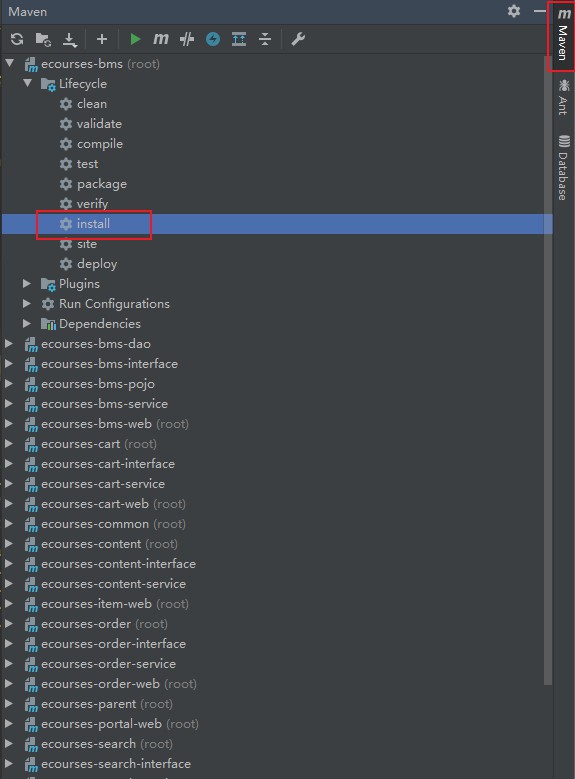 Maven
ecourses-bms (root)
Lifecycle
clean
validate
compile
test
package
verify
install
site
deploy
Plugins
Run Configurations
Dependencies
ecourses-bms-dao
ecourses-bms-interface
ecourses-bms-pojo
ecourses-bms-service
ecourses-bms-web (root)
ecourses-cart (root)
ecourses-cart-interface
ecourses-cart-service
ecourses-cart-web (root)
ecourses-common (root)
ecourses-content (root)
ecourses-content-interface
ecourses-content-service
ecourses-item-web (root)
ecourses-order (root)
ecourses-order-interface
ecourses-order-service
ecourses-order-web (root)
ecourses-parent (root)
ecourses-portal-web (root)
ecourses-search (root)
ecourses-search-interface
Maven
Ant
Database